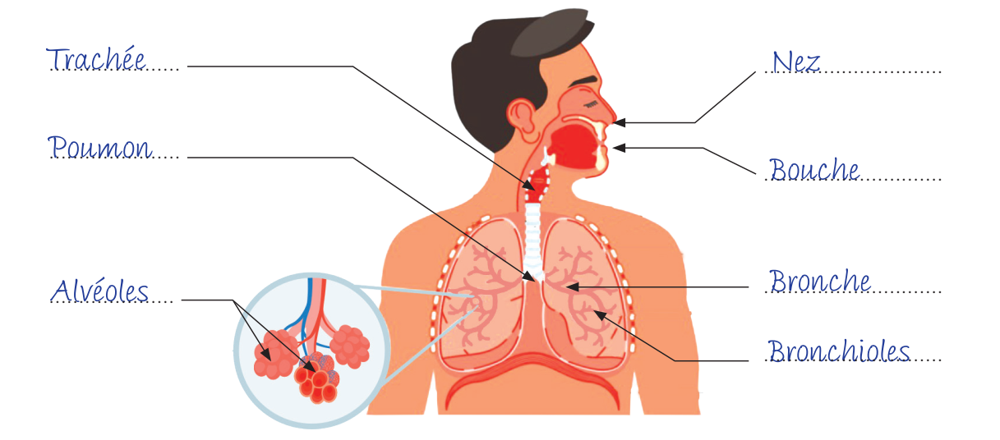 Trachée
Poumon
Alvéoles
Nez
Bouche
Bronche
Bronchioles